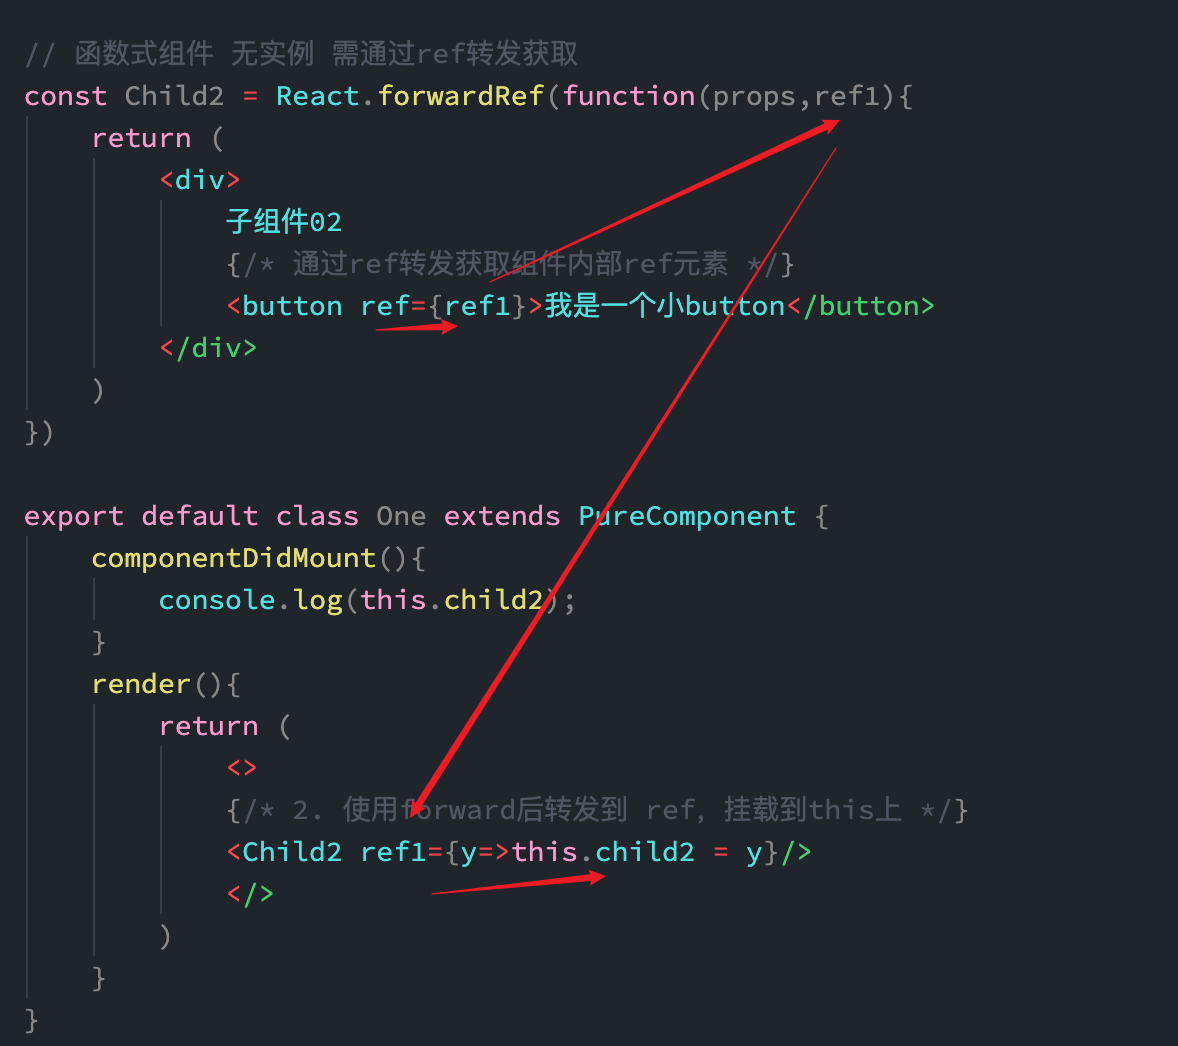 // 函数式组件 无实例 需通过ref转发获取
const Child2 = React.forwardRef(function(props,ref1){
return (
<div>
子组件02
{/* 通过ref转发获取组件内部ref元素 */}
<button ref={ref1}>我是一个小button</button>
</div>
)
})
export default class One extends PureComponent {
componentDidMount(){
console.log(this.child2);
}
render(){
return (
<>
{/* 2. 使用forward后转发到 ref，挂载到this上 */}
<Child2 ref1={y=>this.child2 = y}/>
</>
)
}
}